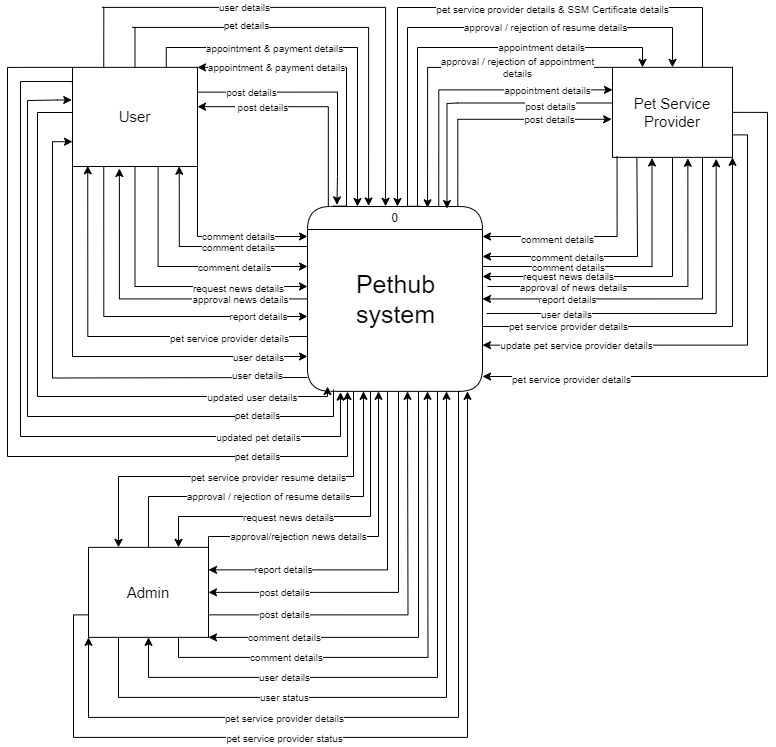 user details
pet service provider details & SSM Certificate details
pet details
approval / rejection of resume details
appointment & payment details
appointment details
appointment & payment details
approval / rejection of appointment
details
post details
appointment details
post details
post details
post details
User
Pet Service
Provider
0
Pethub
system
comment details
comment details
comment details
request news details
approval news details
report details
pet service provider details
user details
user details
updated user details
pet details
updated pet details
pet details
comment details
comment details
comment details
request news details
approval of news details
report details
user details
pet service provider details
update pet service provider details
pet service provider details
pet service provider resume details
approval / rejection of resume details
request news details
approval/rejection news details
Admin
report details
post details
post details
comment details
comment details
user details
user status
pet service provider details
pet service provider status